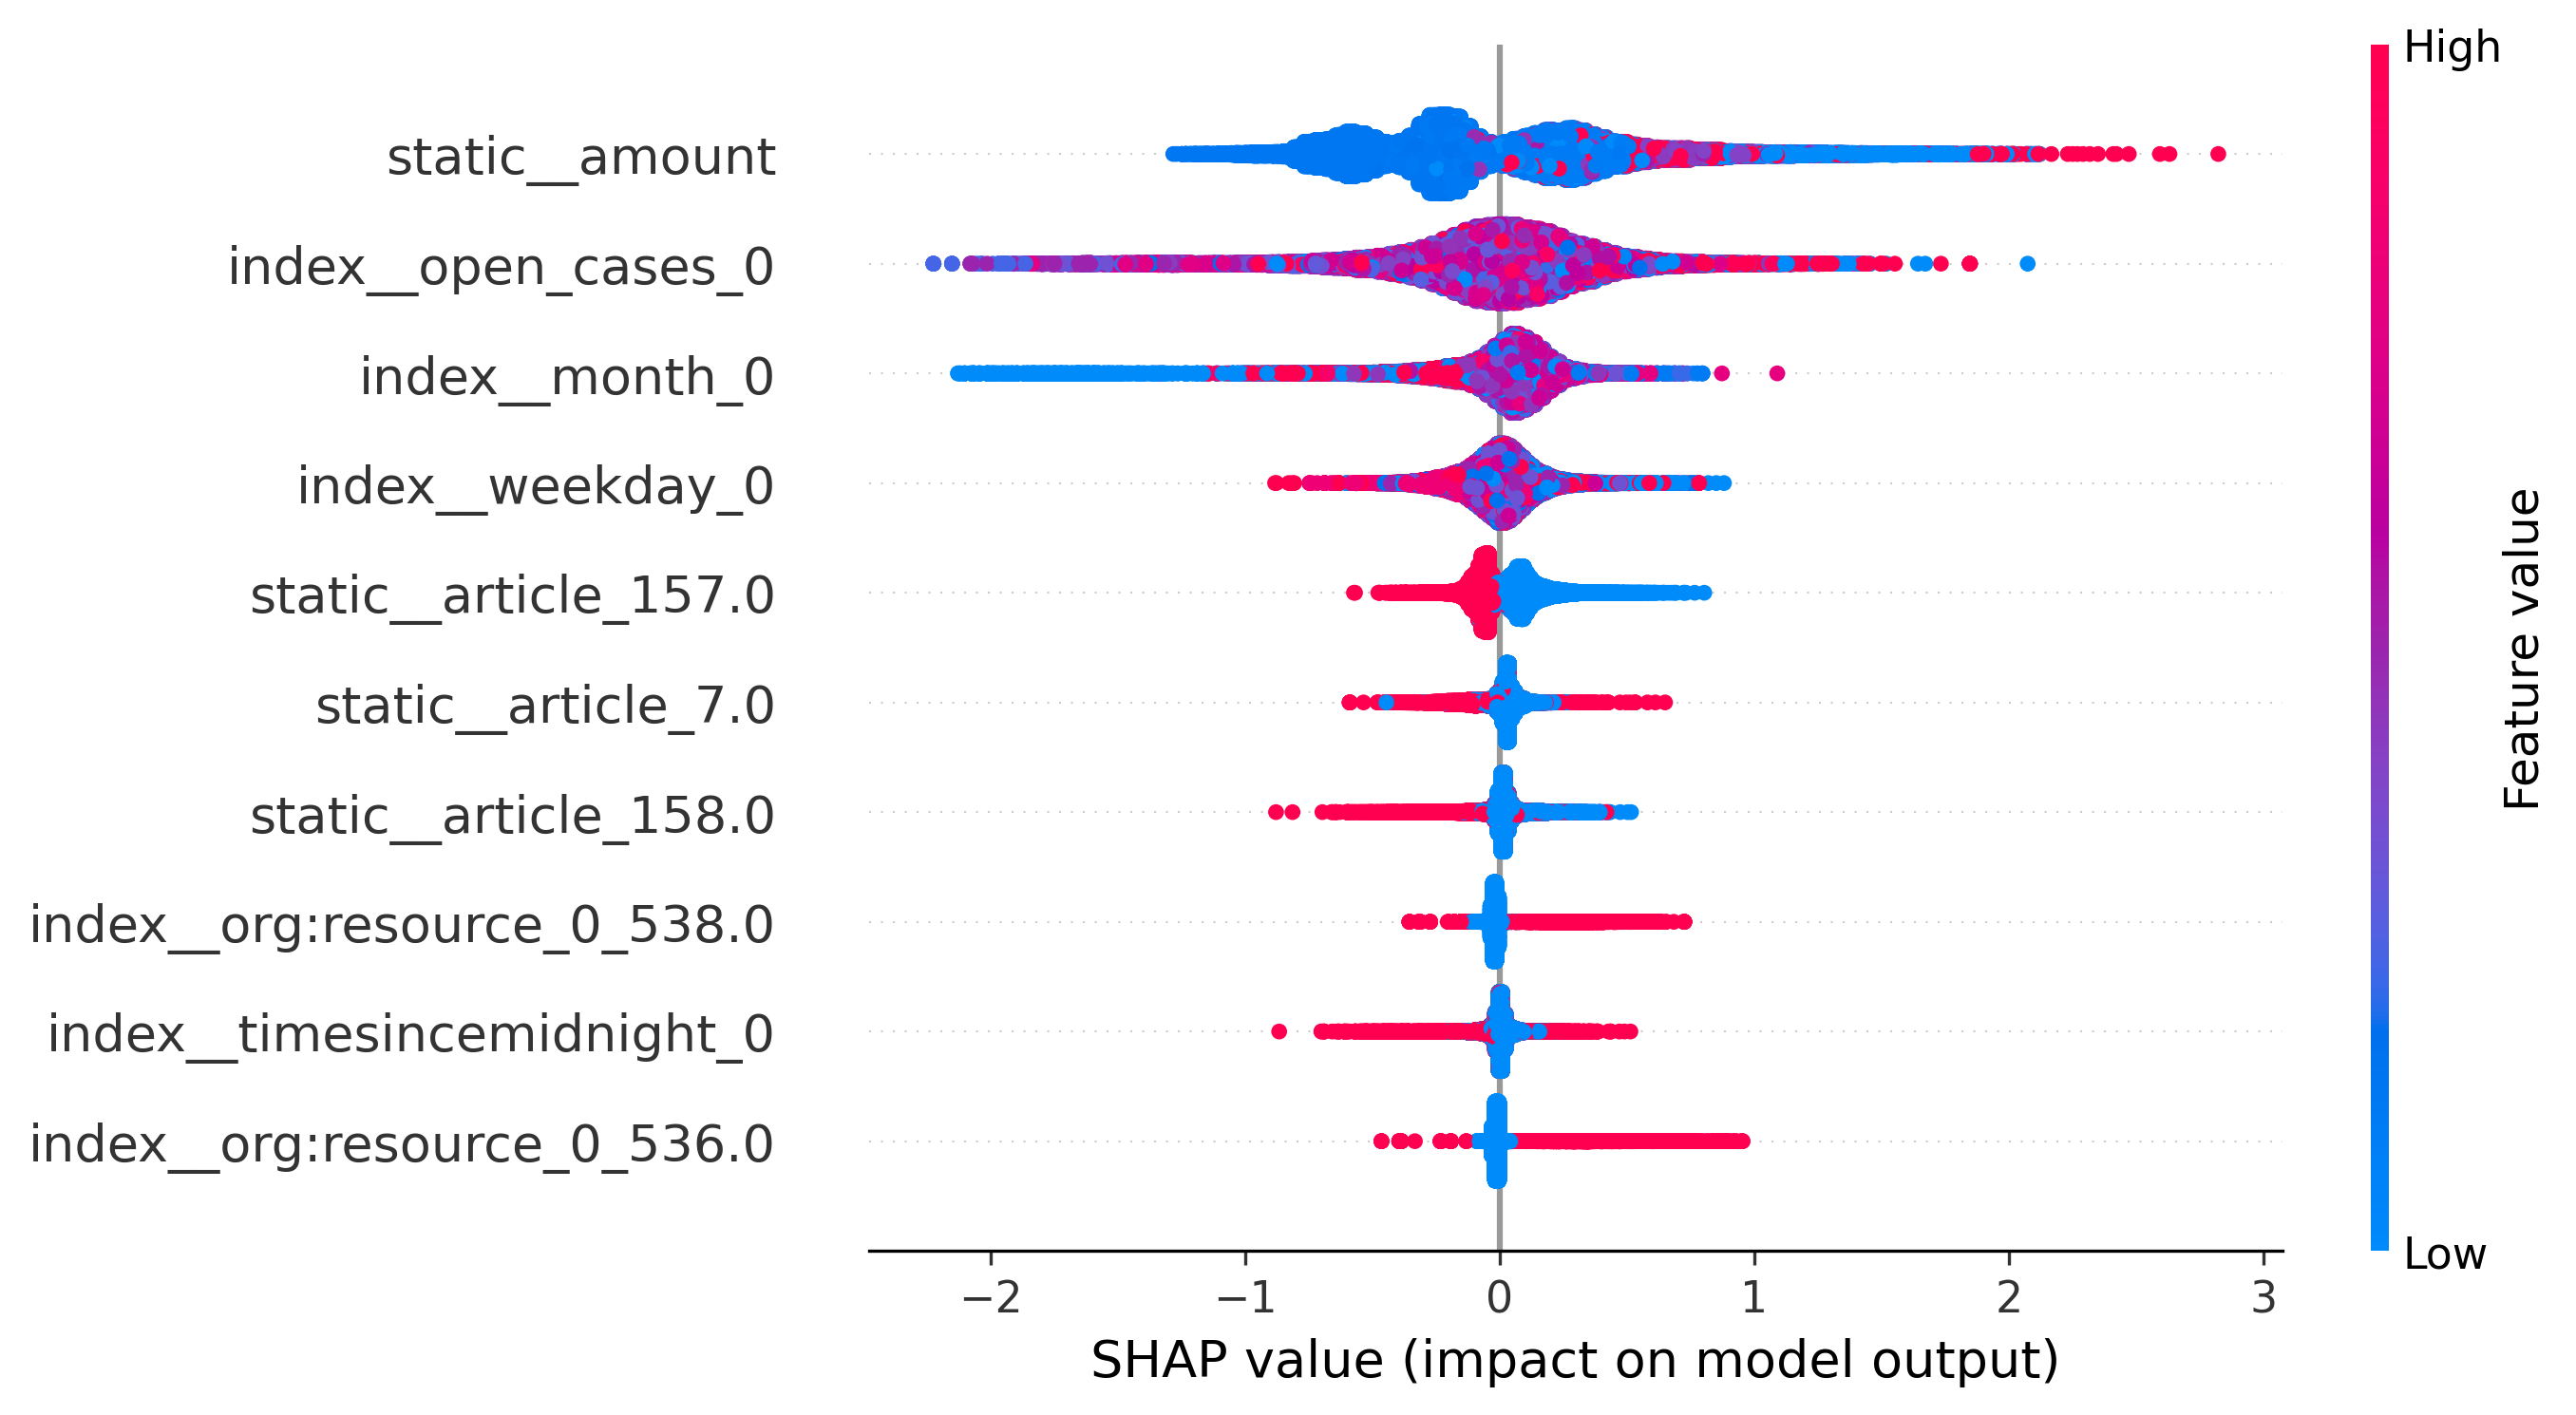 High
static__amount
index__open_cases_0
index__month_0
index__weekday_0
static__article_157.0
static__article_7.0
static__article_158.0
index__org:resource_0_538.0
index__timesincemidnight_0
index__org:resource_0_536.0
Feature value
Low
−2 −1 0 1 2 3
SHAP value (impact on model output)